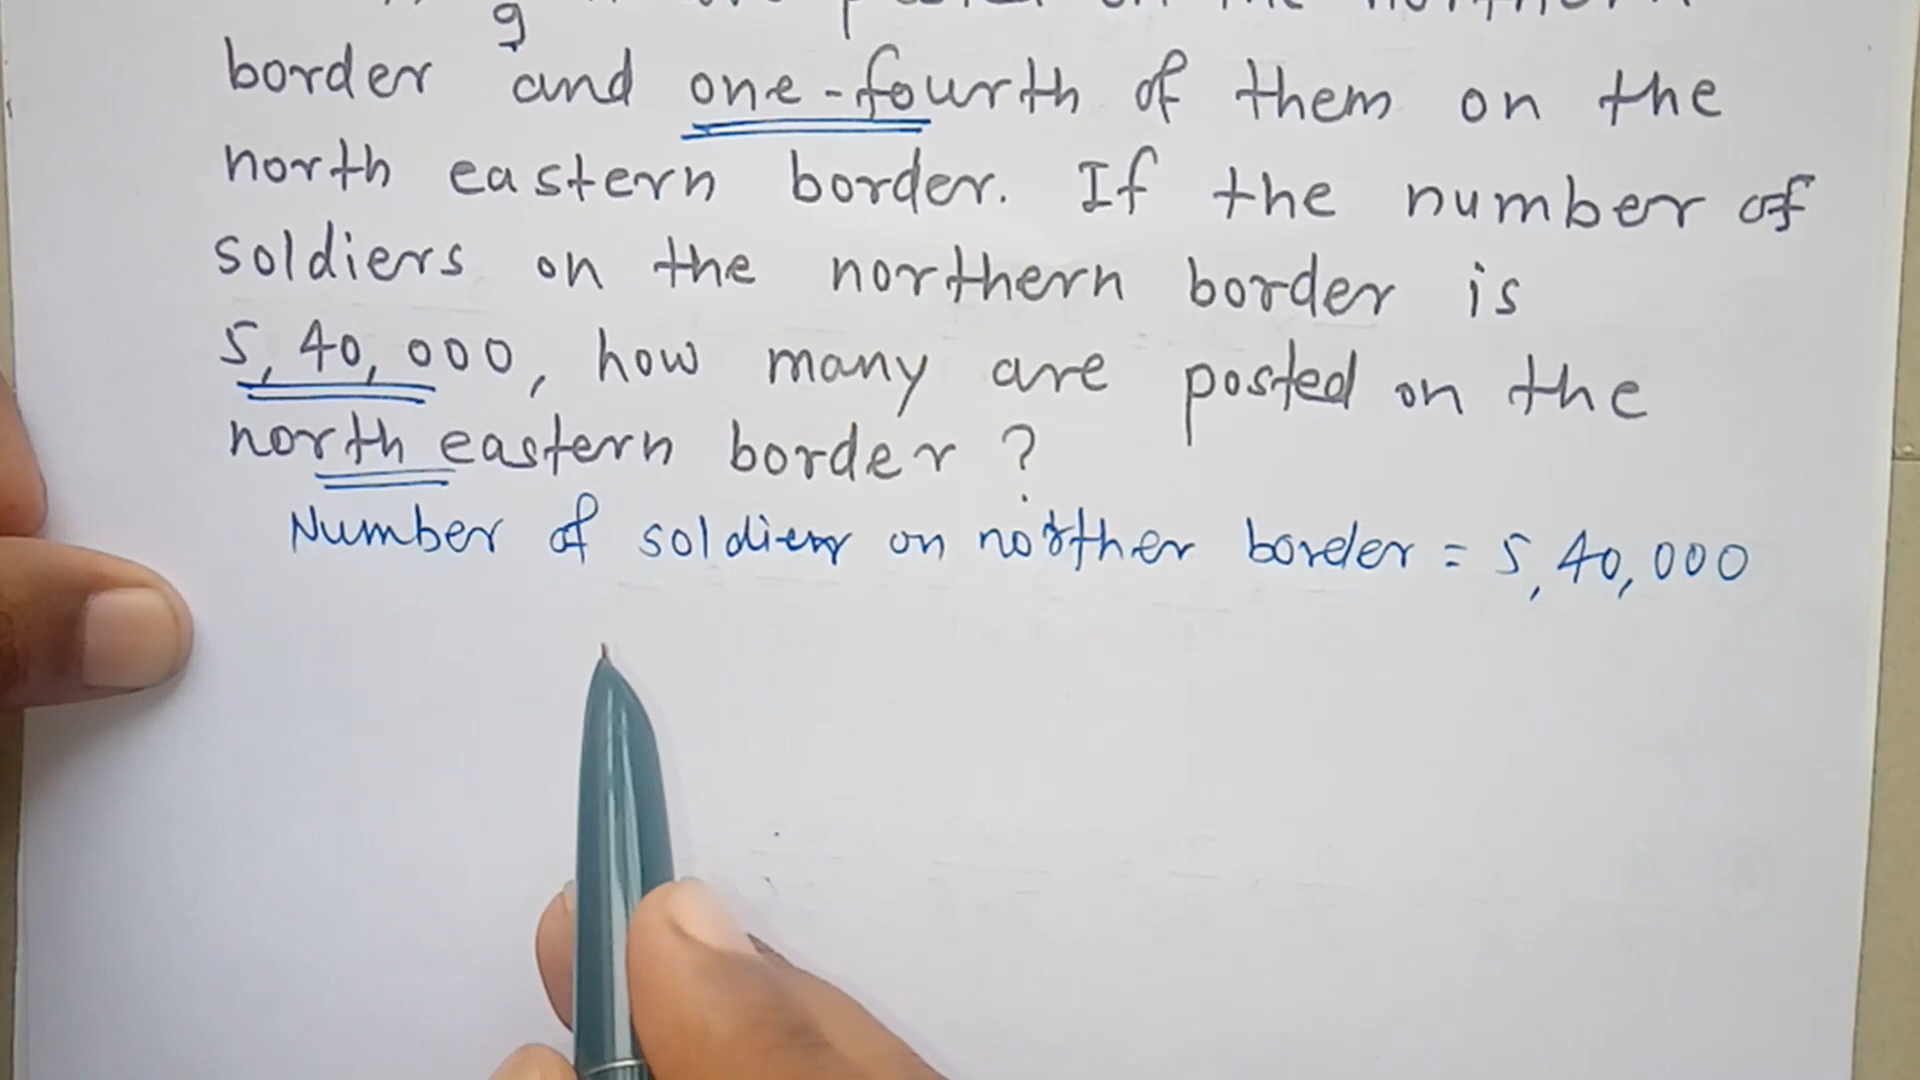 9
border and one-fourth of them on the
north eastern border. If the number of
soldiers on the northern border is
5,40,000, how many are posted on the
north eastern border?
Number of soldiers on norther border = 5,40,000